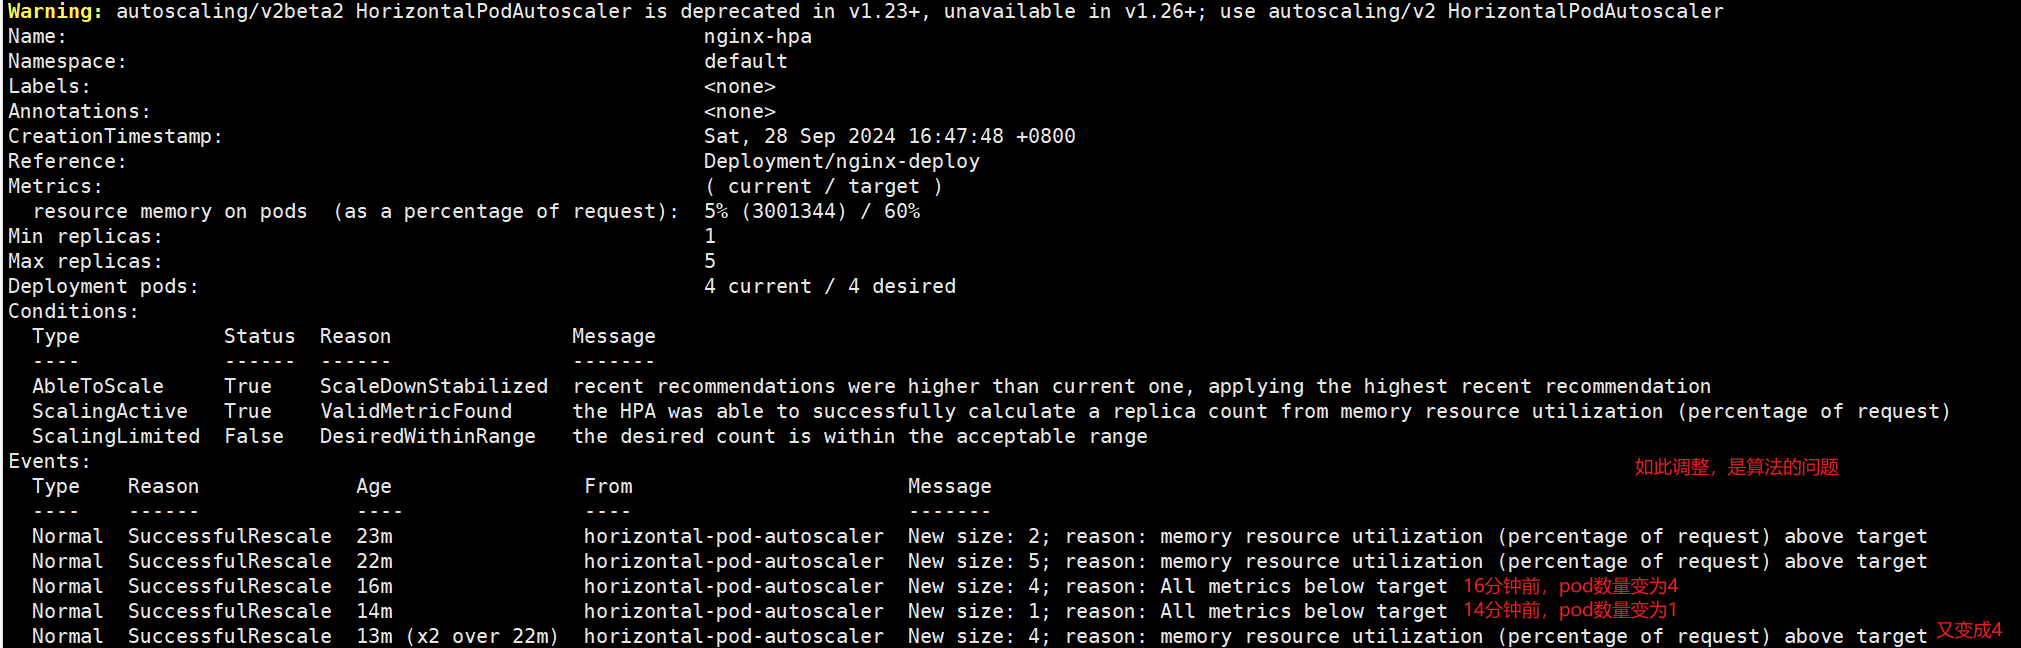 Warning: autoscaling/v2beta2 HorizontalPodAutoscaler is deprecated in v1.23+, unavailable in v1.26+; use autoscaling/v2 HorizontalPodAutoscaler
Name: nginx-hpa
Namespace: default
Labels: <none>
Annotations: <none>
CreationTimestamp: Sat, 28 Sep 2024 16:47:48 +0800
Reference: Deployment/nginx-deploy
Metrics: ( current / target )
resource memory on pods (as a percentage of request): 5% (3001344) / 60%
Min replicas: 1
Max replicas: 5
Deployment pods: 4 current / 4 desired
Conditions:
Type Status Reason Message
---- ------ ------ -------
AbleToScale True ScaleDownStabilized recent recommendations were higher than current one, applying the highest recent recommendation
ScalingActive True ValidMetricFound the HPA was able to successfully calculate a replica count from memory resource utilization (percentage of request)
ScalingLimited False DesiredWithinRange the desired count is within the acceptable range
Events:
如此调整，是算法的问题
Type Reason Age From Message
---- ------ ---- ---- -------
Normal SuccessfulRescale 23m horizontal-pod-autoscaler New size: 2; reason: memory resource utilization (percentage of request) above target
Normal SuccessfulRescale 22m horizontal-pod-autoscaler New size: 5; reason: memory resource utilization (percentage of request) above target
Normal SuccessfulRescale 16m horizontal-pod-autoscaler New size: 4; reason: All metrics below target 16分钟前，pod数量变为4
Normal SuccessfulRescale 14m horizontal-pod-autoscaler New size: 1; reason: All metrics below target 14分钟前，pod数量变为1
Normal SuccessfulRescale 13m (x2 over 22m) horizontal-pod-autoscaler New size: 4; reason: memory resource utilization (percentage of request) above target 又变成4